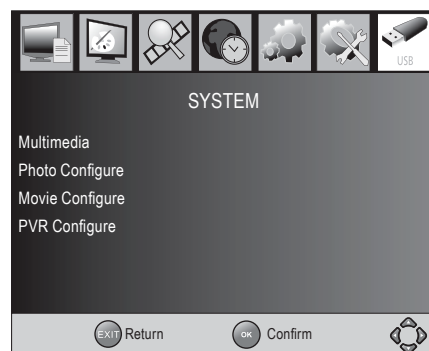 USB
SYSTEM
Multimedia
Photo Configure
Movie Configure
PVR Configure
EXIT Return OK Confirm